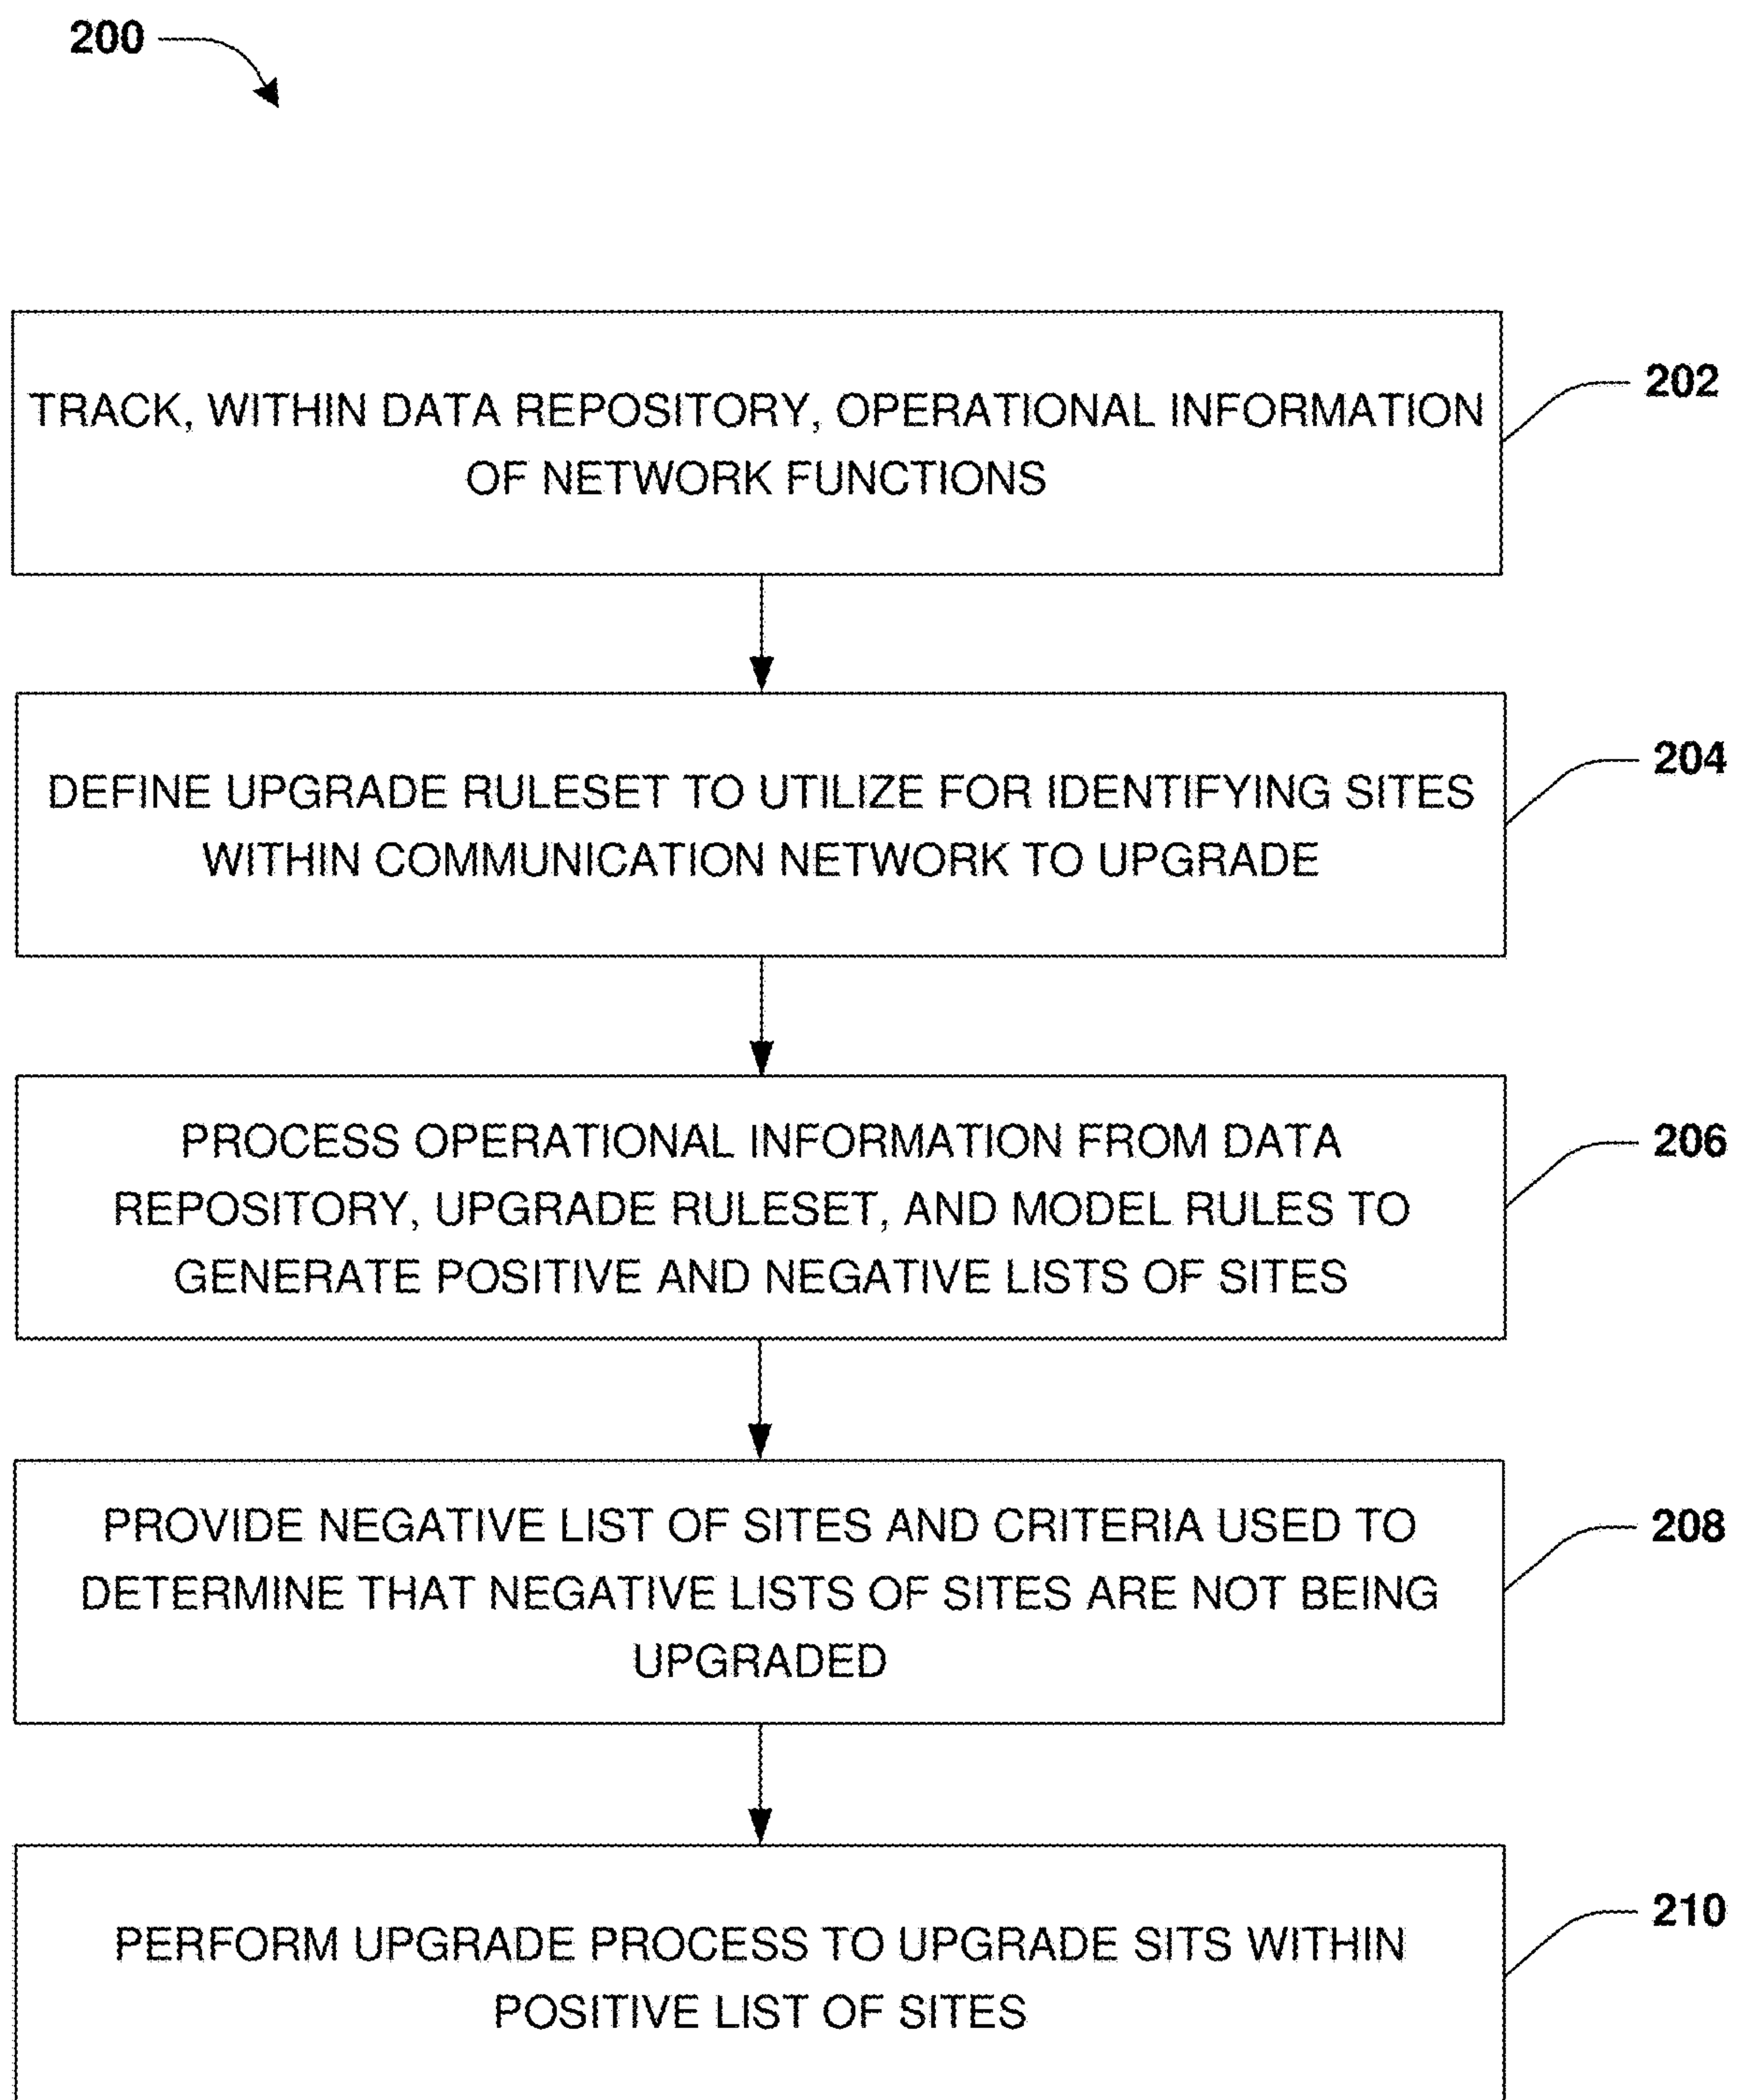 200
TRACK, WITHIN DATA REPOSITORY, OPERATIONAL INFORMATION
OF NETWORK FUNCTIONS
202
DEFINE UPGRADE RULESET TO UTILIZE FOR IDENTIFYING SITES
WITHIN COMMUNICATION NETWORK TO UPGRADE
204
PROCESS OPERATIONAL INFORMATION FROM DATA
REPOSITORY, UPGRADE RULESET, AND MODEL RULES TO
GENERATE POSITIVE AND NEGATIVE LISTS OF SITES
206
PROVIDE NEGATIVE LIST OF SITES AND CRITERIA USED TO
DETERMINE THAT NEGATIVE LISTS OF SITES ARE NOT BEING
UPGRADED
208
PERFORM UPGRADE PROCESS TO UPGRADE SITS WITHIN
POSITIVE LIST OF SITES
210